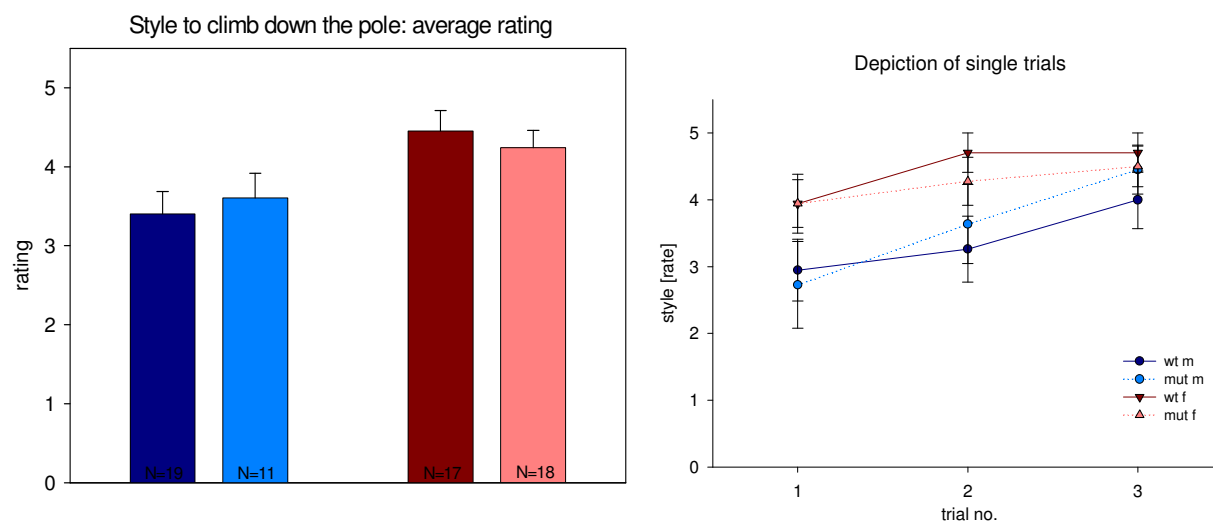 Style to climb down the pole: average rating
rating
5
4
3
2
1
0
N=19
N=11
N=17
N=18
Depiction of single trials
style [rate]
5
4
3
2
1
0
1
2
3
trial no.
wt m
mut m
wt f
mut f